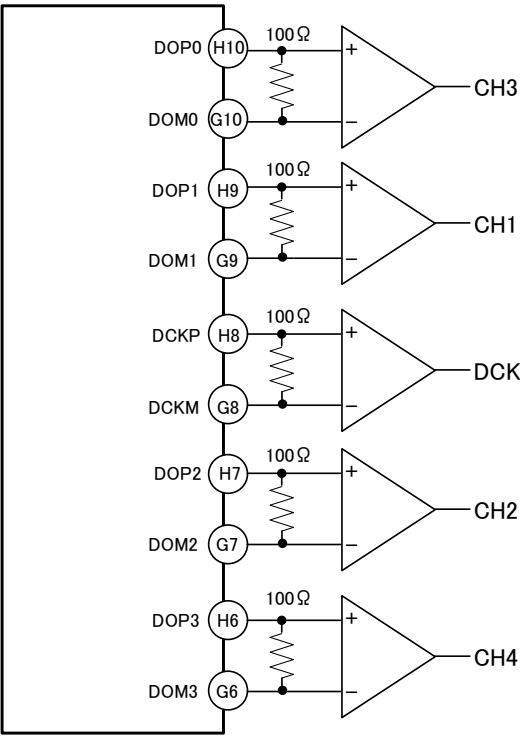 DOP0 H10 100Ω + CH3
DOM0 G10 −
DOP1 H9 100Ω + CH1
DOM1 G9 −
DCKP H8 100Ω + DCK
DCKM G8 −
DOP2 H7 100Ω + CH2
DOM2 G7 −
DOP3 H6 100Ω + CH4
DOM3 G6 −